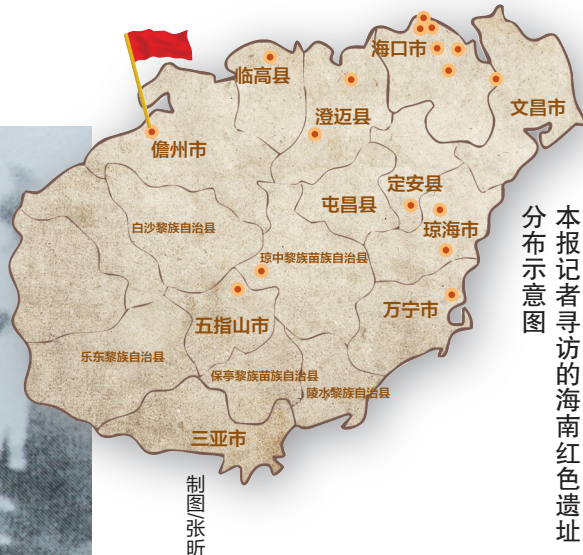 海口市
临高县
文昌市
澄迈县
儋州市
定安县
屯昌县
白沙黎族自治县
琼海市
琼中黎族苗族自治县
万宁市
五指山市
乐东黎族自治县
保亭黎族苗族自治县
陵水黎族自治县
三亚市
本报记者寻访的海南红色遗址
分布示意图
制图/张昕